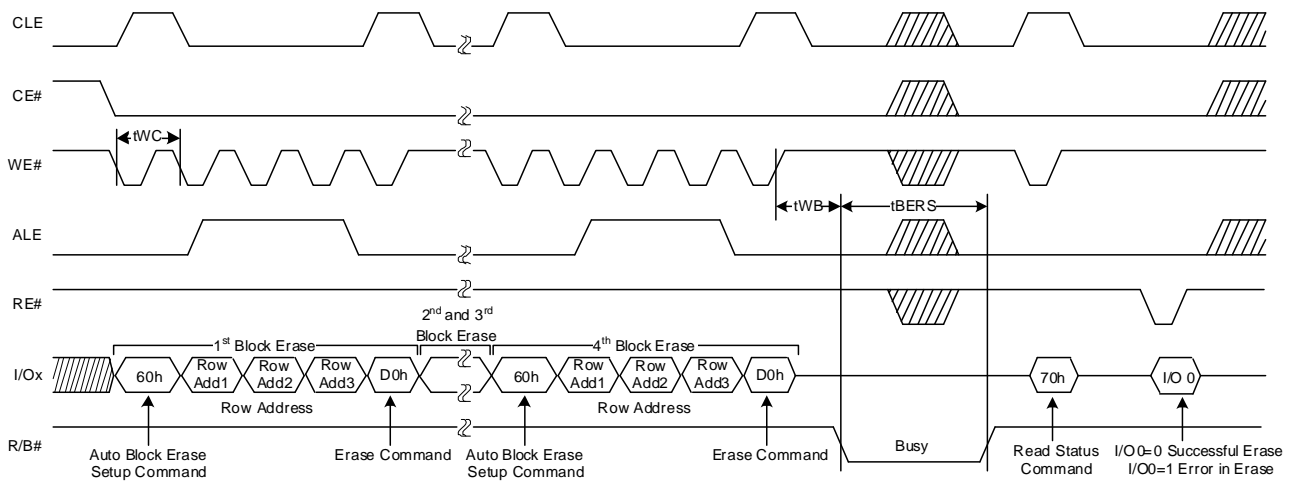 CLE
CE#
tWC
WE#
tWB
tBERS
ALE
RE#
2nd and 3rd
Block Erase
1st Block Erase
4th Block Erase
I/Ox
60h
Row
Add1
Row
Add2
Row
Add3
D0h
60h
Row
Add1
Row
Add2
Row
Add3
D0h
70h
I/O 0
Row Address
Row Address
R/B#
Busy
Auto Block Erase
Setup Command
Erase Command
Auto Block Erase
Setup Command
Erase Command
Read Status
Command
I/O0=0 Successful Erase
I/O0=1 Error in Erase